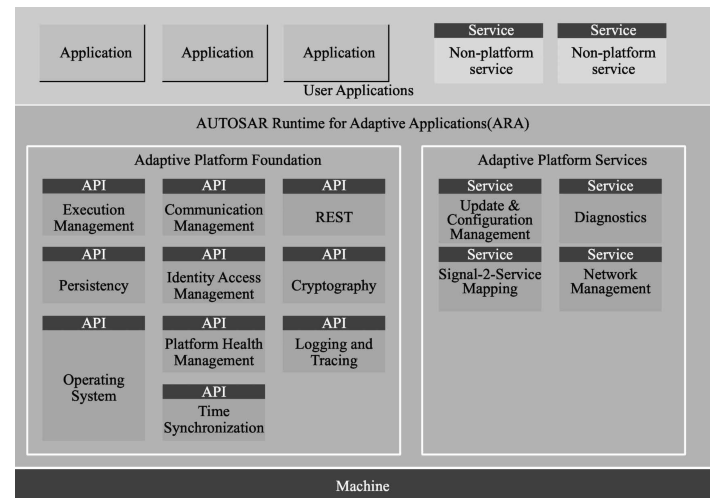 Application
Application
Application
Service
Non-platform
service
Service
Non-platform
service
User Applications
AUTOSAR Runtime for Adaptive Applications(ARA)
Adaptive Platform Foundation
API
Execution
Management
API
Communication
Management
API
REST
API
Persistency
API
Identity Access
Management
API
Cryptography
API
Operating
System
API
Platform Health
Management
API
Logging and
Tracing
API
Time
Synchronization
Adaptive Platform Services
Service
Update &
Configuration
Management
Service
Diagnostics
Service
Signal-2-Service
Mapping
Service
Network
Management
Machine